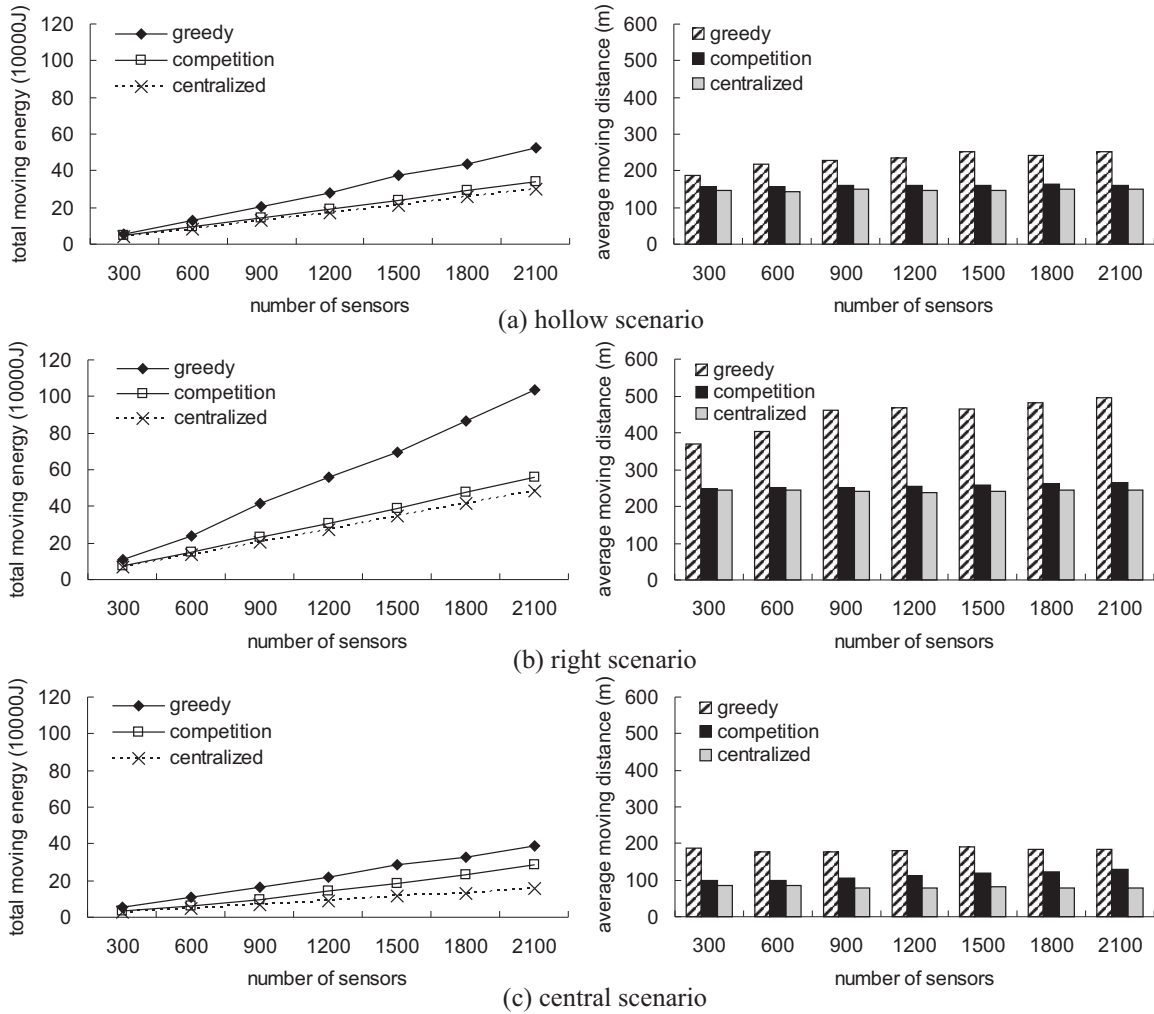 total moving energy (10000J)
120
100
80
60
40
20
0
greedy
competition
centralized
300 600 900 1200 1500 1800 2100
number of sensors
average moving distance (m)
600
500
400
300
200
100
0
greedy
competition
centralized
300 600 900 1200 1500 1800 2100
number of sensors
(a) hollow scenario
total moving energy (10000J)
120
100
80
60
40
20
0
greedy
competition
centralized
300 600 900 1200 1500 1800 2100
number of sensors
average moving distance (m)
600
500
400
300
200
100
0
greedy
competition
centralized
300 600 900 1200 1500 1800 2100
number of sensors
(b) right scenario
total moving energy (10000J)
120
100
80
60
40
20
0
greedy
competition
centralized
300 600 900 1200 1500 1800 2100
number of sensors
average moving distance (m)
600
500
400
300
200
100
0
greedy
competition
centralized
300 600 900 1200 1500 1800 2100
number of sensors
(c) central scenario